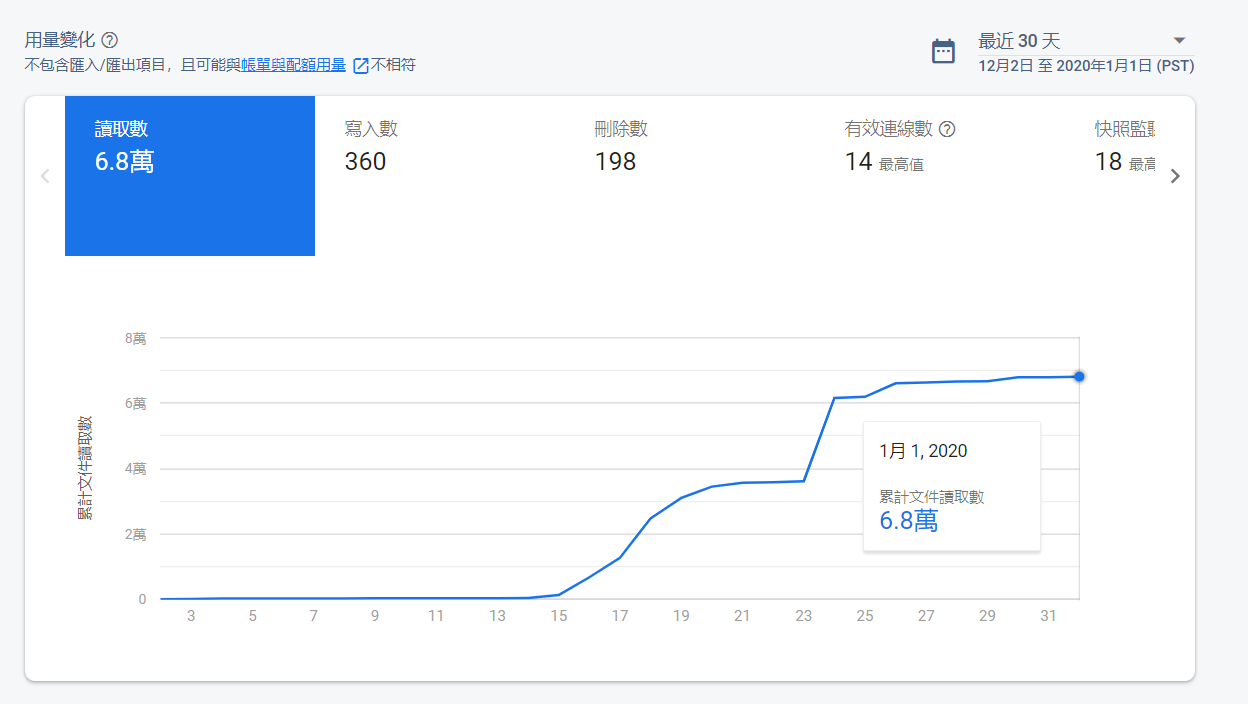 用量變化
不包含匯入/匯出項目，且可能與帳單與配額用量 不相符
最近 30 天
12月2日 至 2020年1月1日 (PST)
讀取數
6.8萬
寫入數
360
刪除數
198
有效連線數
14 最高值
快照監
18 最高
累計文件讀取數
8萬
6萬
4萬
2萬
0
3 5 7 9 11 13 15 17 19 21 23 25 27 29 31
1月 1, 2020
累計文件讀取數
6.8萬